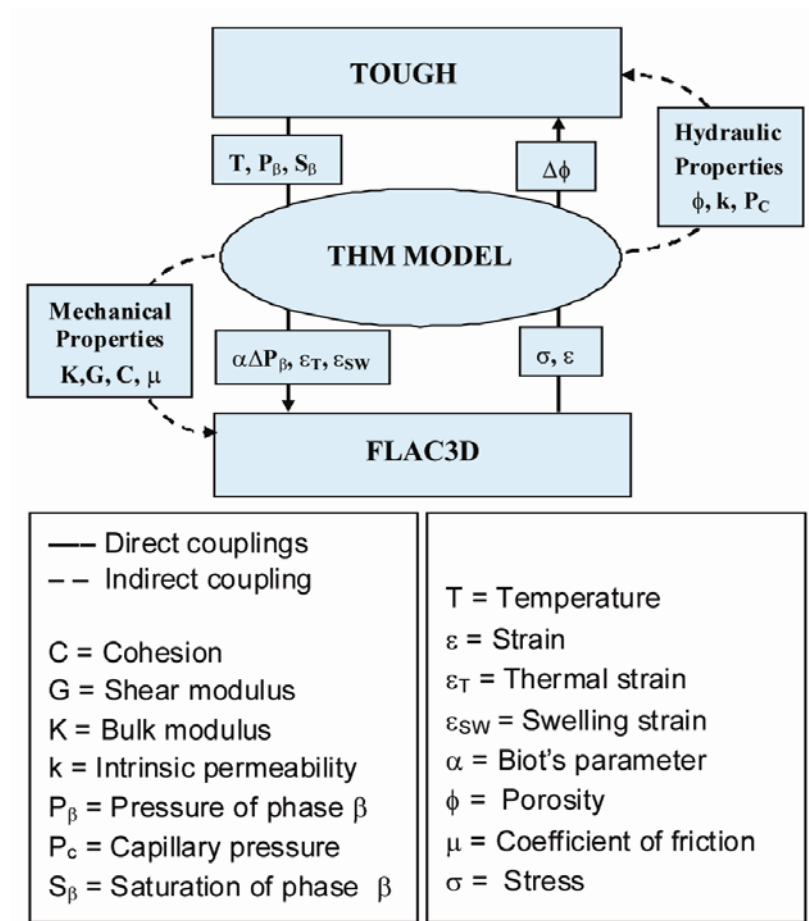 TOUGH
T, Pβ, Sβ
Δϕ
Hydraulic
Properties
ϕ, k, PC
THM MODEL
Mechanical
Properties
K,G, C, μ
αΔPβ, εT, εSW
σ, ε
FLAC3D
Direct couplings
Indirect coupling
C = Cohesion
G = Shear modulus
K = Bulk modulus
k = Intrinsic permeability
Pβ = Pressure of phase β
Pc = Capillary pressure
Sβ = Saturation of phase β
T = Temperature
ε = Strain
εT = Thermal strain
εSW = Swelling strain
α = Biot's parameter
ϕ = Porosity
μ = Coefficient of friction
σ = Stress